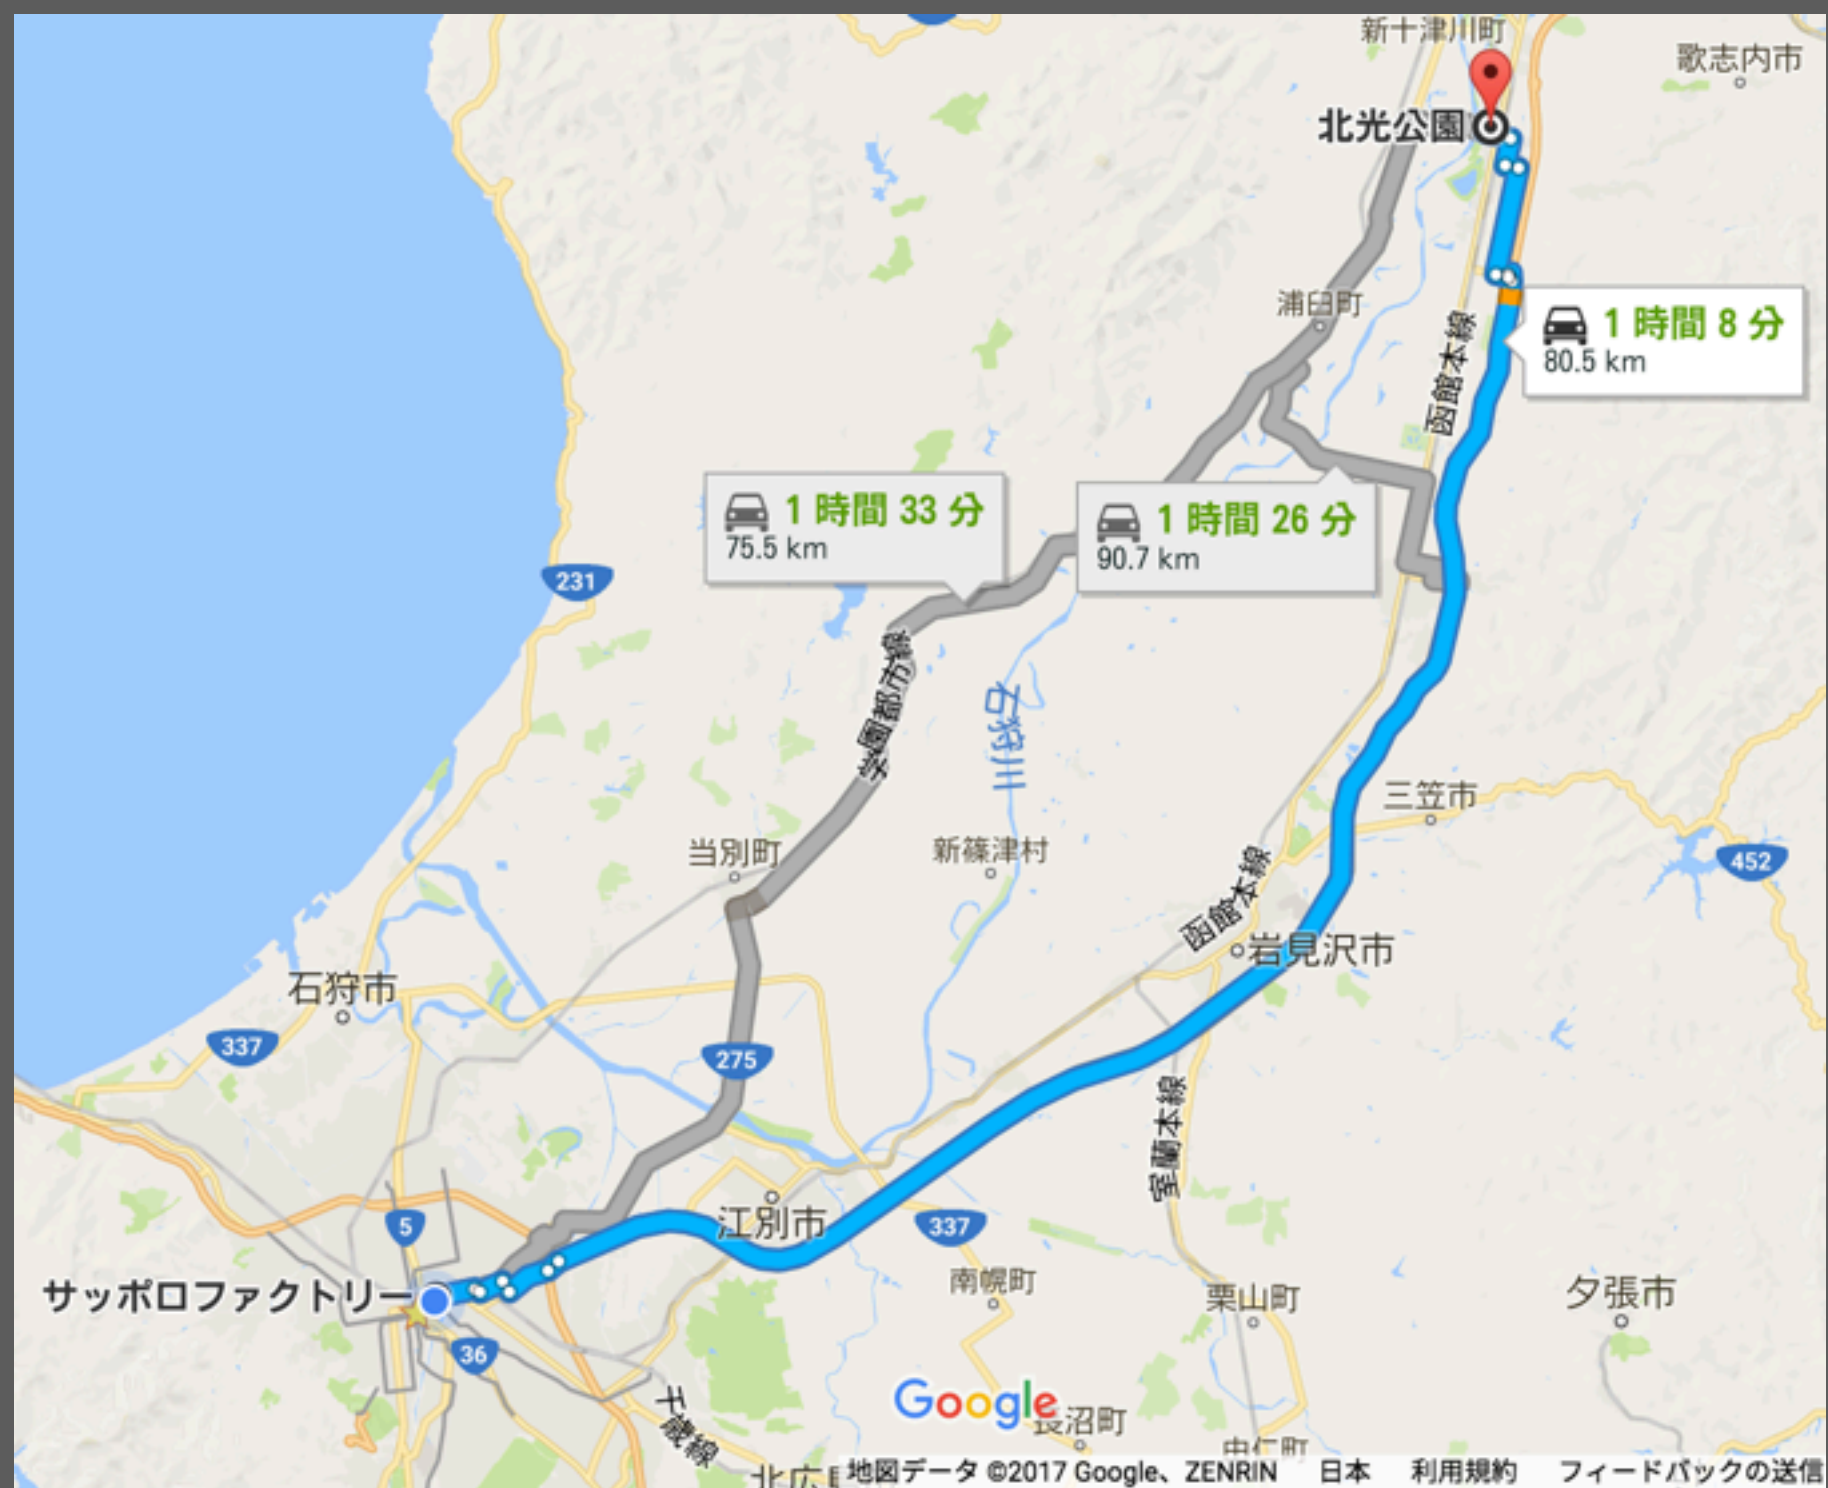 新十津川町
歌志内市
北光公園
浦臼町
1 時間 8 分
80.5 km
函館本線
1 時間 33 分
75.5 km
1 時間 26 分
90.7 km
231
学園都市線
石狩川
三笠市
当別町
新篠津村
452
函館本線
岩見沢市
石狩市
337
275
室蘭本線
5
江別市
337
サッポロファクトリー
南幌町
栗山町
夕張市
36
千歳線
Google
長沼町
由仁町
北広
地図データ ©2017 Google、ZENRIN 日本 利用規約 フィードバックの送信